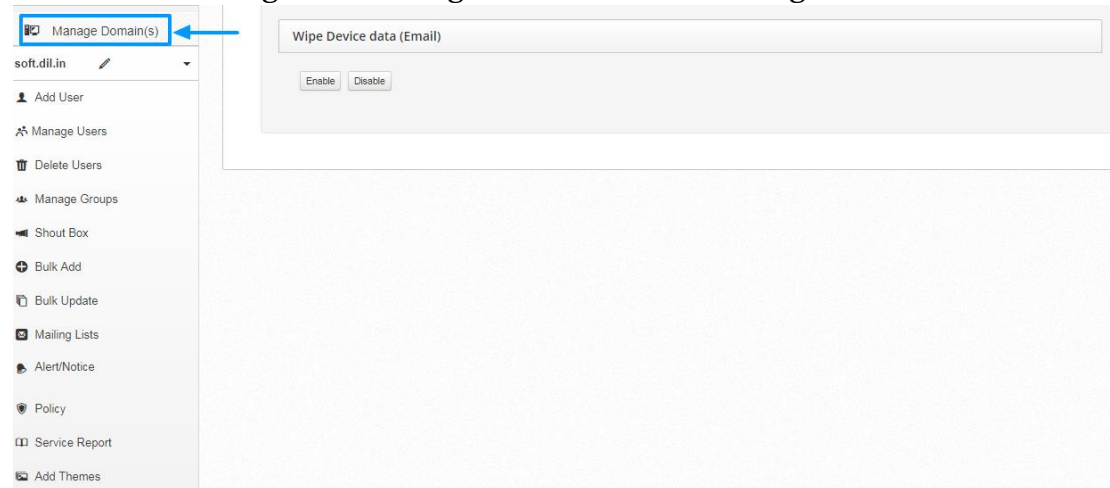 Manage Domain(s)
soft.dil.in
Add User
Manage Users
Delete Users
Manage Groups
Shout Box
Bulk Add
Bulk Update
Mailing Lists
Alert/Notice
Policy
Service Report
Add Themes
Wipe Device data (Email)
Enable Disable